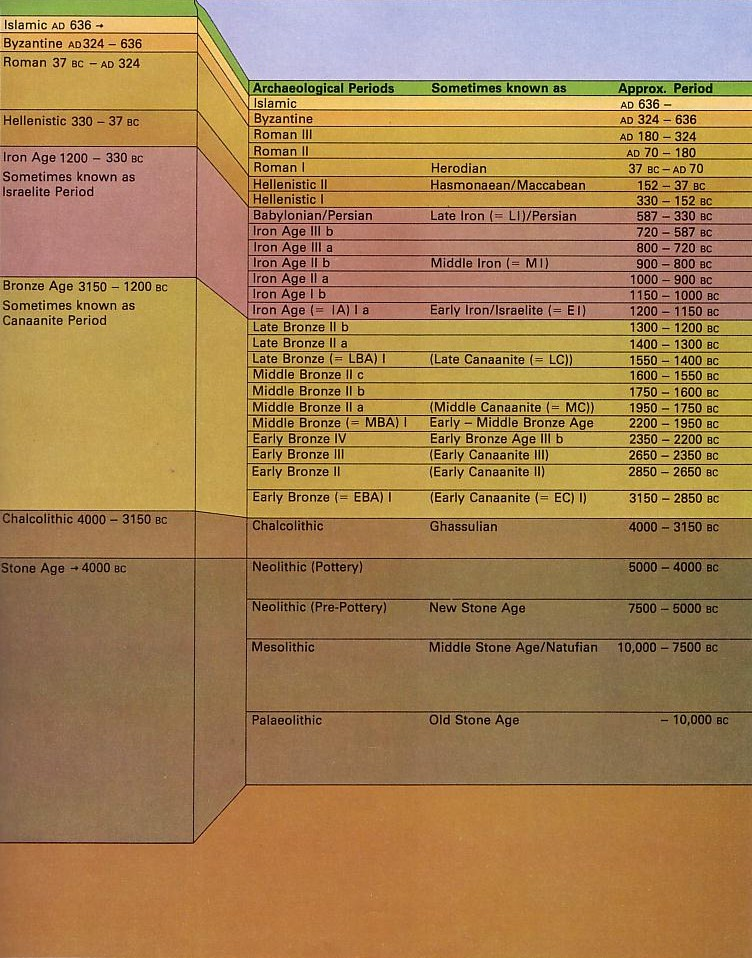 Islamic AD 636 →
Byzantine AD 324 – 636
Roman 37 BC – AD 324
Hellenistic 330 – 37 BC
Iron Age 1200 – 330 BC
Sometimes known as
Israelite Period
Bronze Age 3150 – 1200 BC
Sometimes known as
Canaanite Period
Chalcolithic 4000 – 3150 BC
Stone Age → 4000 BC
Archaeological Periods Sometimes known as Approx. Period
Islamic AD 636 –
Byzantine AD 324 – 636
Roman III AD 180 – 324
Roman II AD 70 – 180
Roman I Herodian 37 BC – AD 70
Hellenistic II Hasmonaean/Maccabean 152 – 37 BC
Hellenistic I 330 – 152 BC
Babylonian/Persian Late Iron (= LI)/Persian 587 – 330 BC
Iron Age III b 720 – 587 BC
Iron Age III a 800 – 720 BC
Iron Age II b Middle Iron (= MI) 900 – 800 BC
Iron Age II a 1000 – 900 BC
Iron Age I b 1150 – 1000 BC
Iron Age (= IA) I a Early Iron/Israelite (= EI) 1200 – 1150 BC
Late Bronze II b 1300 – 1200 BC
Late Bronze II a 1400 – 1300 BC
Late Bronze (= LBA) I (Late Canaanite (= LC)) 1550 – 1400 BC
Middle Bronze II c 1600 – 1550 BC
Middle Bronze II b 1750 – 1600 BC
Middle Bronze II a (Middle Canaanite (= MC)) 1950 – 1750 BC
Middle Bronze (= MBA) I Early – Middle Bronze Age 2200 – 1950 BC
Early Bronze IV Early Bronze Age III b 2350 – 2200 BC
Early Bronze III (Early Canaanite III) 2650 – 2350 BC
Early Bronze II (Early Canaanite II) 2850 – 2650 BC
Early Bronze (= EBA) I (Early Canaanite (= EC) I) 3150 – 2850 BC
Chalcolithic Ghassulian 4000 – 3150 BC
Neolithic (Pottery) 5000 – 4000 BC
Neolithic (Pre-Pottery) New Stone Age 7500 – 5000 BC
Mesolithic Middle Stone Age/Natufian 10,000 – 7500 BC
Palaeolithic Old Stone Age – 10,000 BC